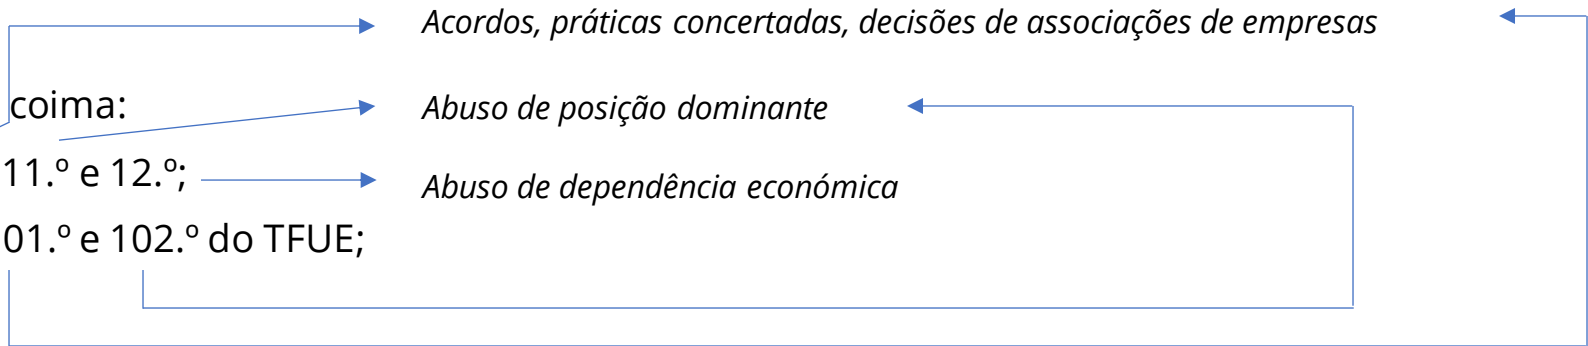 Acordos, práticas concertadas, decisões de associações de empresas
coima:
Abuso de posição dominante
11.º e 12.º;
Abuso de dependência económica
01.º e 102.º do TFUE;